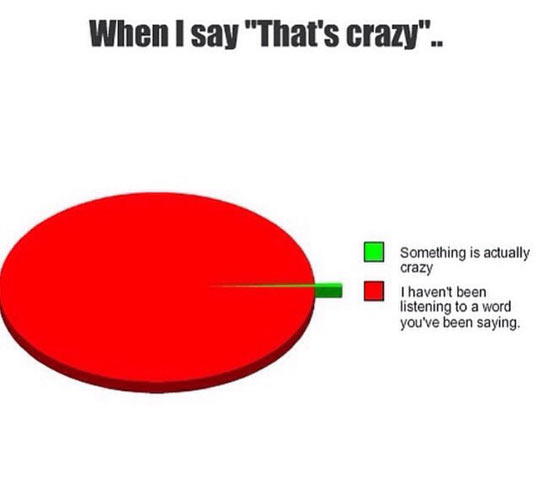 When I say "That's crazy"..
Something is actually
crazy
I haven't been
listening to a word
you've been saying.